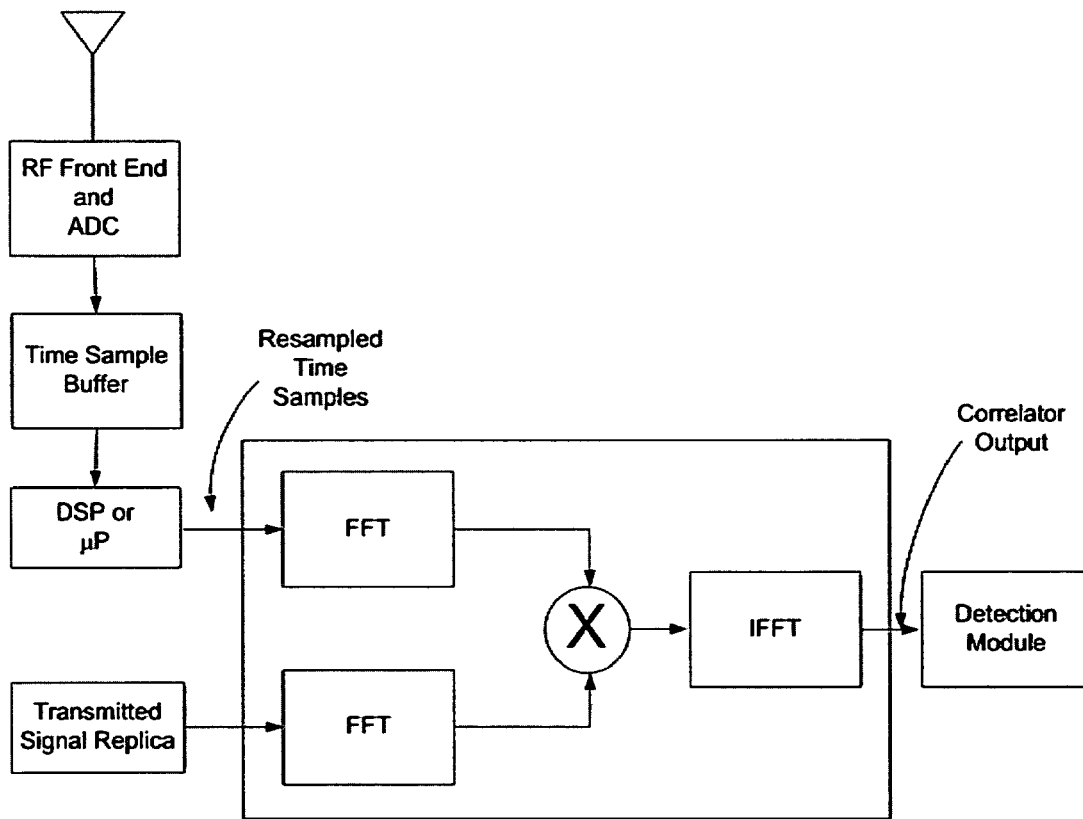 RF Front End
and
ADC
Time Sample
Buffer
Resampled
Time
Samples
Correlator
Output
DSP or
µP
FFT
X
IFFT
Detection
Module
Transmitted
Signal Replica
FFT